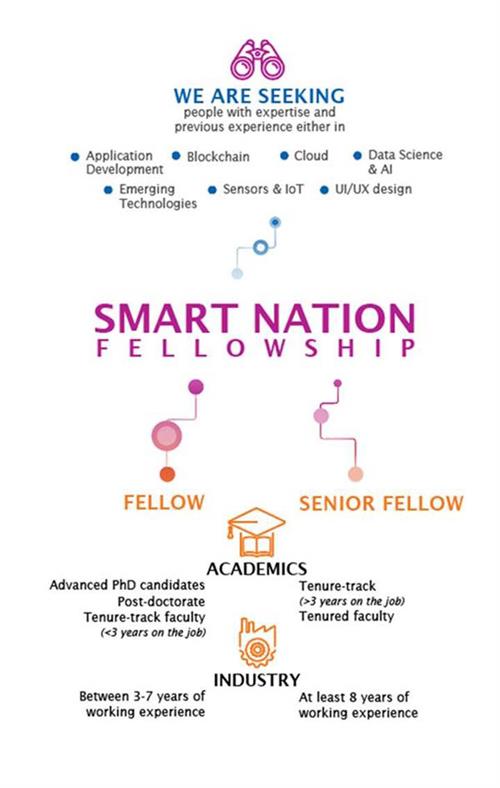 WE ARE SEEKING
people with expertise and
previous experience either in
Application
Development
Blockchain
Cloud
Data Science
& AI
Emerging
Technologies
Sensors & IoT
UI/UX design
SMART NATION
FELLOWSHIP
FELLOW
SENIOR FELLOW
ACADEMICS
Advanced PhD candidates
Post-doctorate
Tenure-track faculty
(<3 years on the job)
Tenure-track
(>3 years on the job)
Tenured faculty
INDUSTRY
Between 3-7 years of
working experience
At least 8 years of
working experience